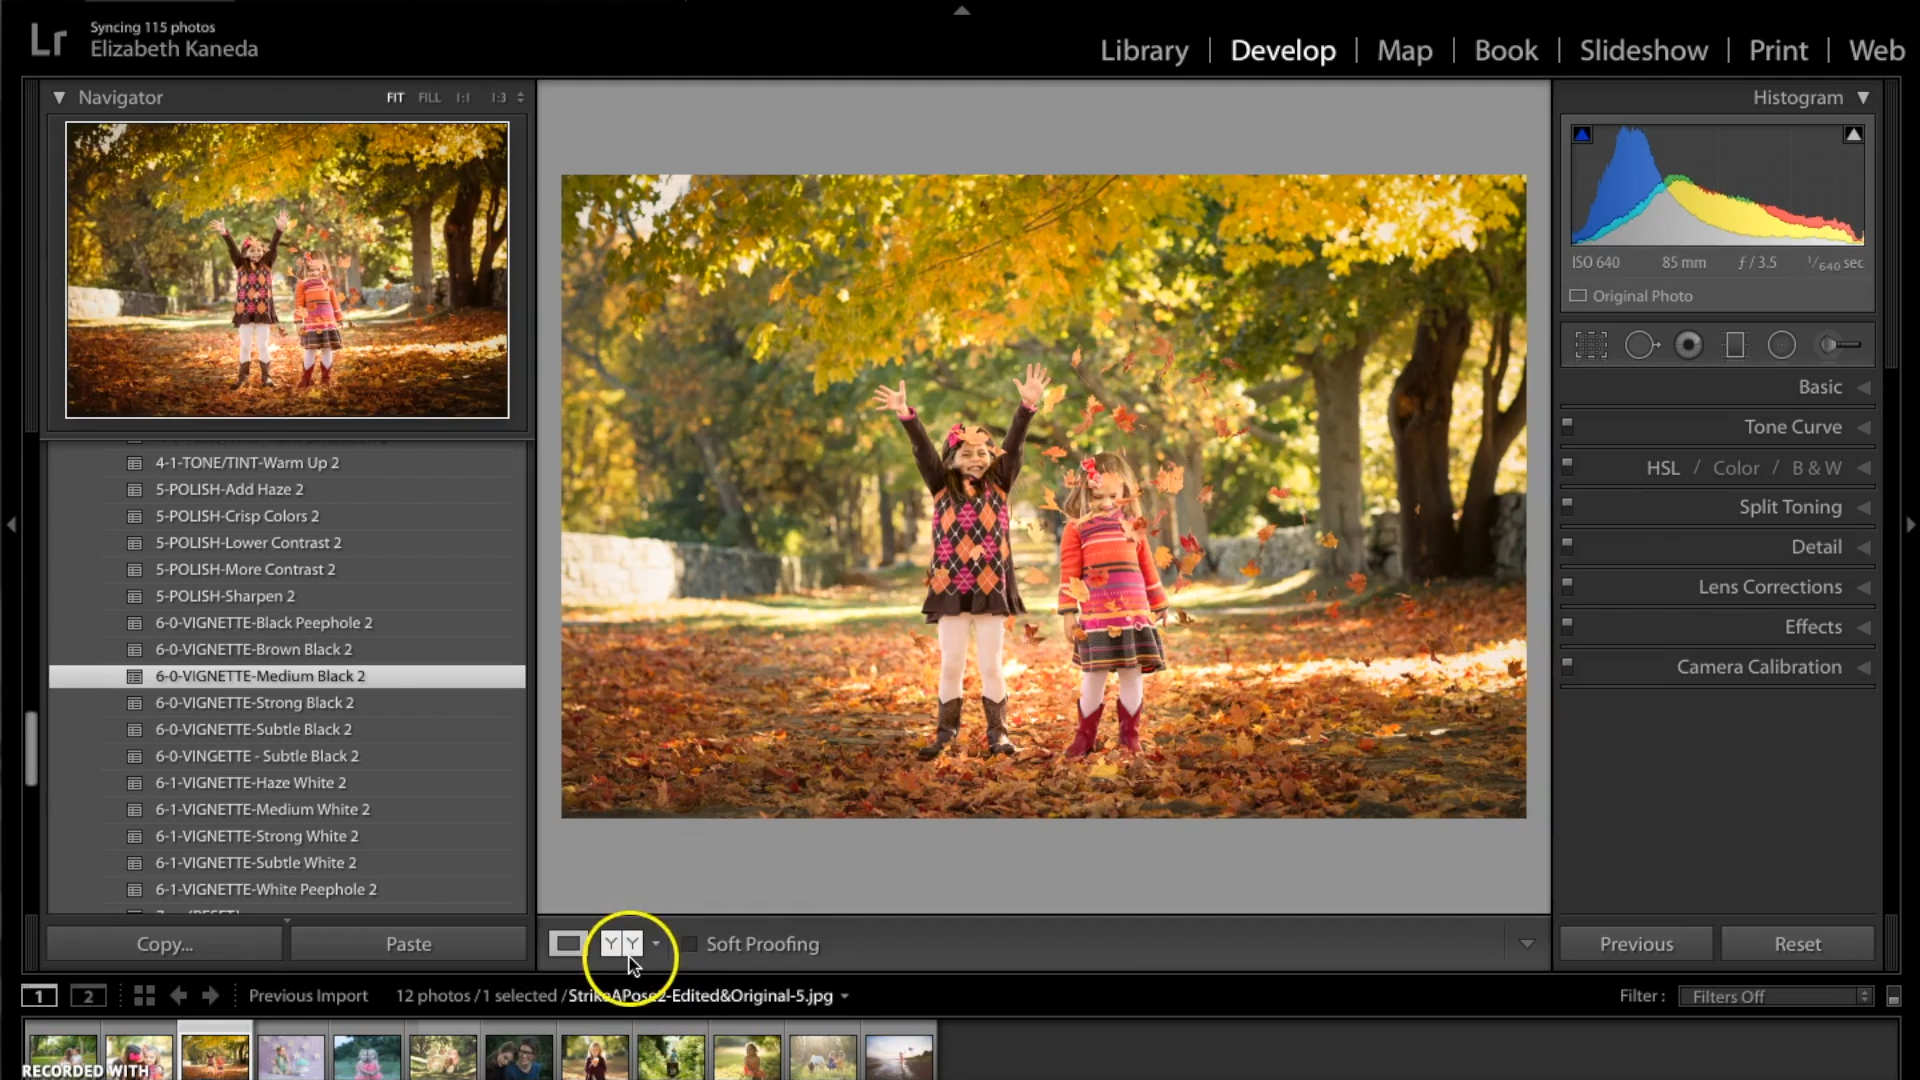 Lr
Syncing 115 photos
Elizabeth Kaneda
Library | Develop | Map | Book | Slideshow | Print | Web
Navigator FIT FILL 1:1 1:3
4-1-TONE/TINT-Warm Up 2
5-POLISH-Add Haze 2
5-POLISH-Crisp Colors 2
5-POLISH-Lower Contrast 2
5-POLISH-More Contrast 2
5-POLISH-Sharpen 2
6-0-VIGNETTE-Black Peephole 2
6-0-VIGNETTE-Brown Black 2
6-0-VIGNETTE-Medium Black 2
6-0-VIGNETTE-Strong Black 2
6-0-VIGNETTE-Subtle Black 2
6-0-VINGETTE - Subtle Black 2
6-1-VIGNETTE-Haze White 2
6-1-VIGNETTE-Medium White 2
6-1-VIGNETTE-Strong White 2
6-1-VIGNETTE-Subtle White 2
6-1-VIGNETTE-White Peephole 2
Copy... Paste
Y Y Soft Proofing
Histogram
ISO 640 85 mm ƒ / 3.5 1/640 sec
Original Photo
Basic
Tone Curve
HSL / Color / B & W
Split Toning
Detail
Lens Corrections
Effects
Camera Calibration
Previous Reset
1 2 Previous Import 12 photos / 1 selected / StrikeAPose2-Edited&Original-5.jpg Filter : Filters Off
RECORDED WITH